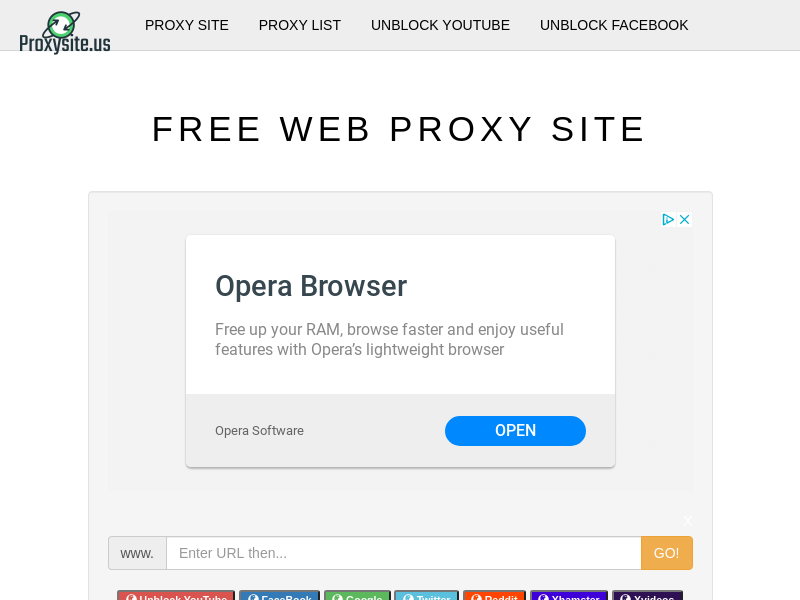 Proxysite.us
PROXY SITE PROXY LIST UNBLOCK YOUTUBE UNBLOCK FACEBOOK
FREE WEB PROXY SITE
Opera Browser
Free up your RAM, browse faster and enjoy useful
features with Opera’s lightweight browser
Opera Software OPEN
X
www. Enter URL then... GO!
Unblock YouTube FaceBook Google Twitter Reddit Xhamster Xvideos